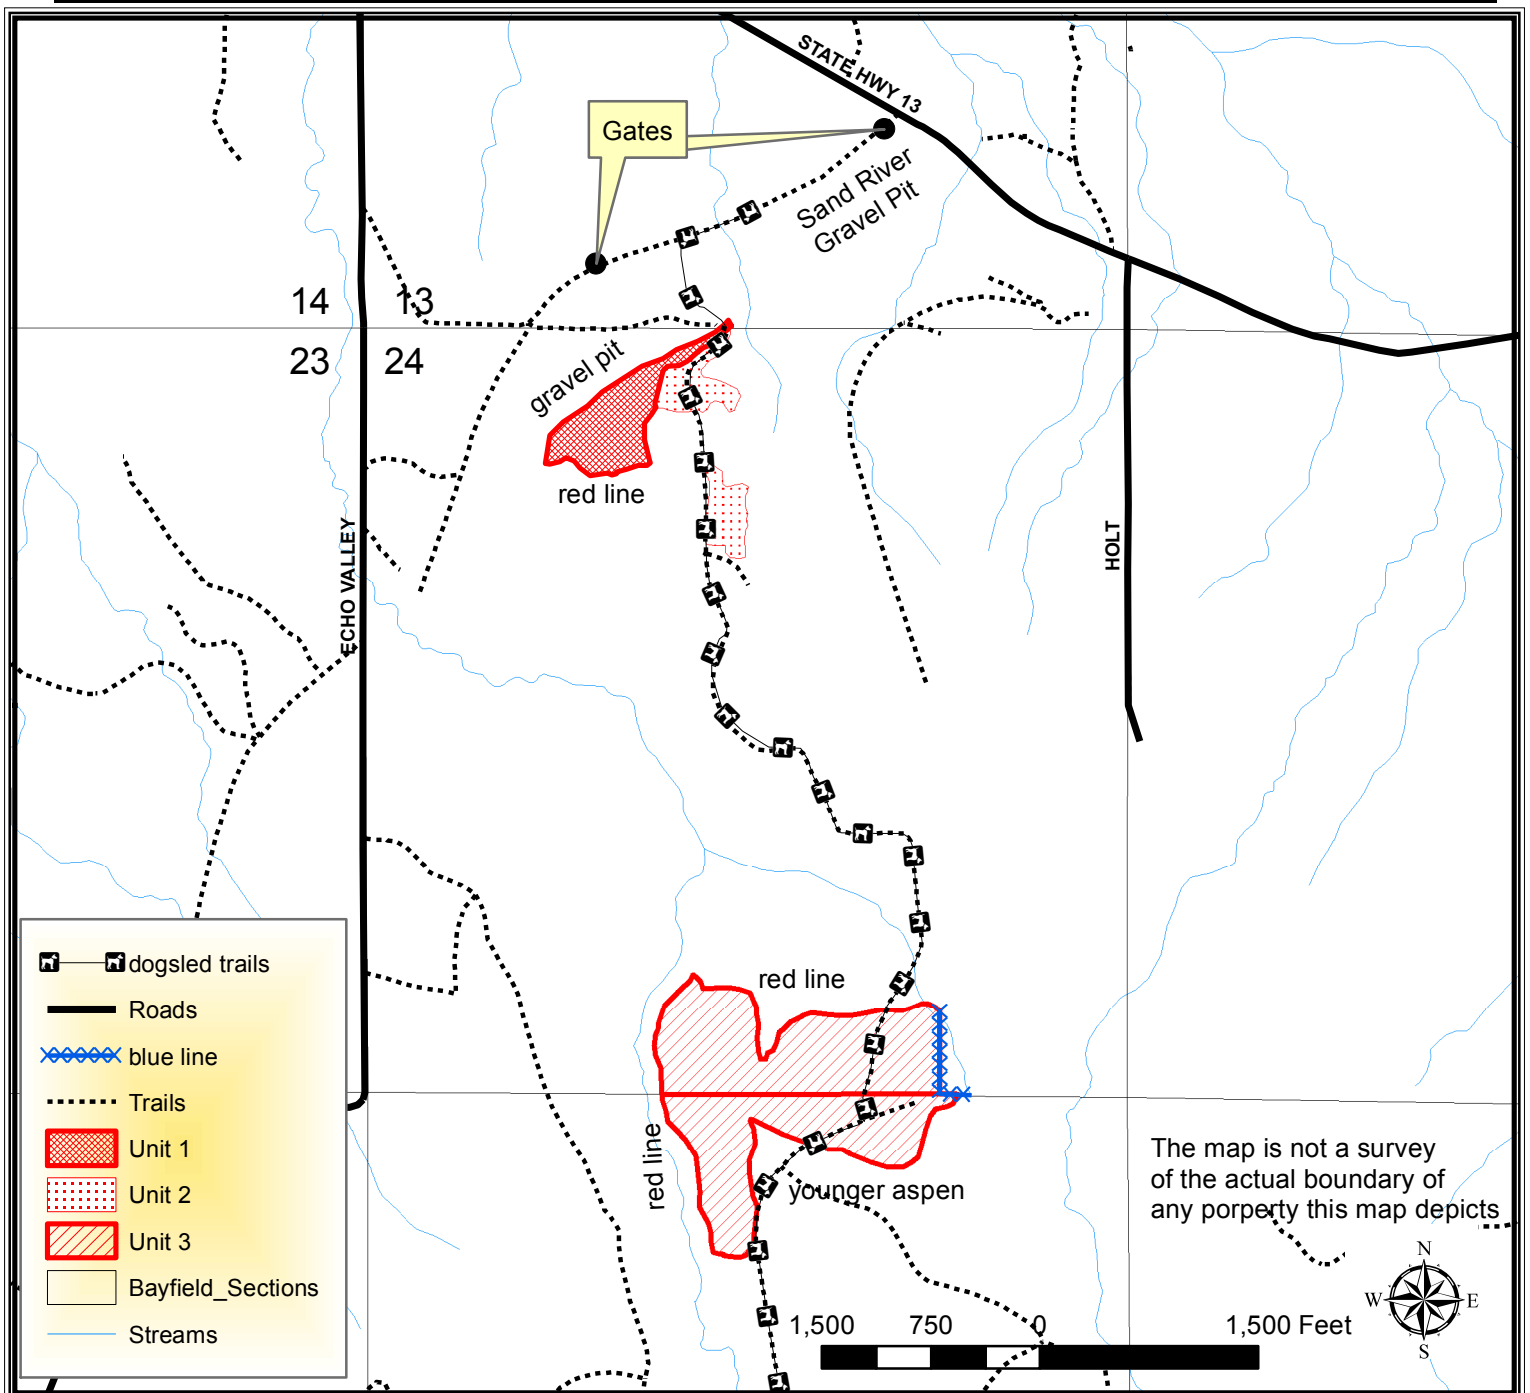 STATE HWY 13
Gates
Sand River
Gravel Pit
14
13
23
24
gravel pit
red line
ECHO VALLEY
HOLT
red line
red line
younger aspen
dogsled trails
Roads
blue line
Trails
Unit 1
Unit 2
Unit 3
Bayfield_Sections
Streams
The map is not a survey
of the actual boundary of
any porperty this map depicts
N
W
E
S
1,500 750 0 1,500 Feet